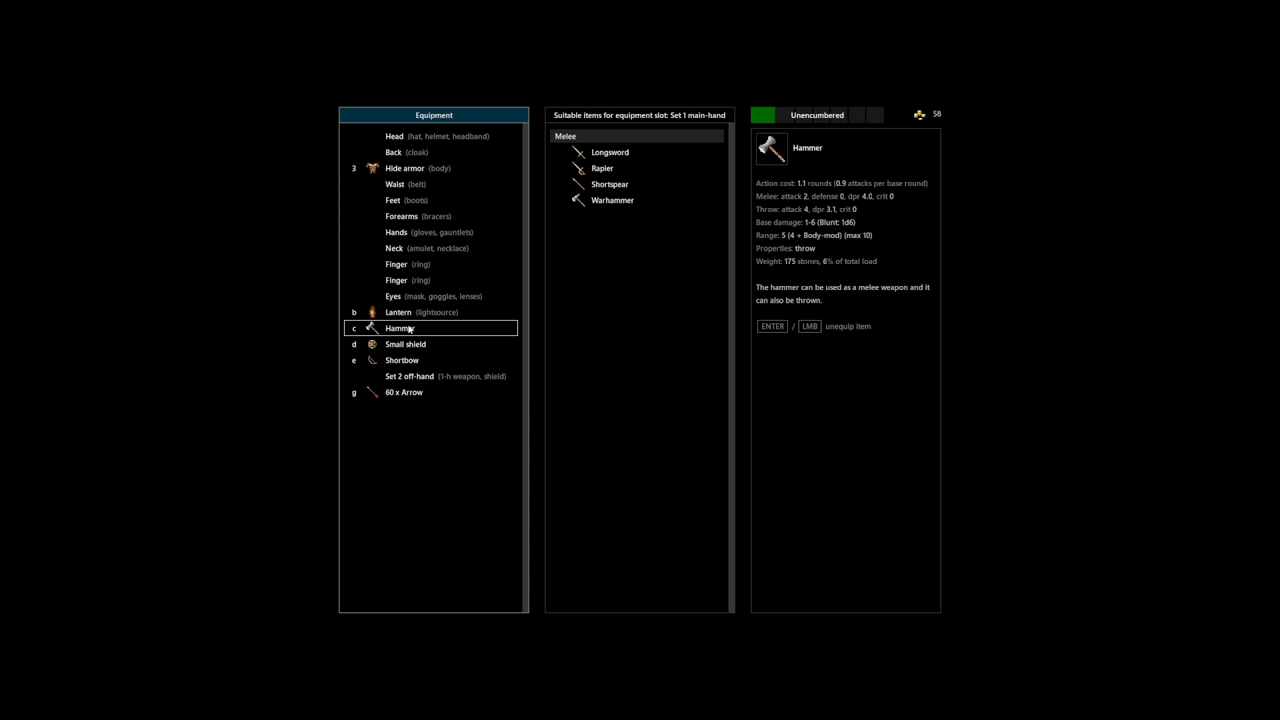 Equipment
Head (hat, helmet, headband)
Back (cloak)
3 Hide armor (body)
Waist (belt)
Feet (boots)
Forearms (bracers)
Hands (gloves, gauntlets)
Neck (amulet, necklace)
Finger (ring)
Finger (ring)
Eyes (mask, goggles, lenses)
b Lantern (lightsource)
c Hammer
d Small shield
e Shortbow
Set 2 off-hand (1-h weapon, shield)
g 60 x Arrow
Suitable items for equipment slot: Set 1 main-hand
Melee
Longsword
Rapier
Shortspear
Warhammer
Unencumbered 58
Hammer
Action cost: 1.1 rounds (0.9 attacks per base round)
Melee: attack 2, defense 0, dpr 4.0, crit 0
Throw: attack 4, dpr 3.1, crit 0
Base damage: 1-6 (Blunt: 1d6)
Range: 5 (4 + Body-mod) (max 10)
Properties: throw
Weight: 175 stones, 6% of total load
The hammer can be used as a melee weapon and it
can also be thrown.
ENTER / LMB unequip item